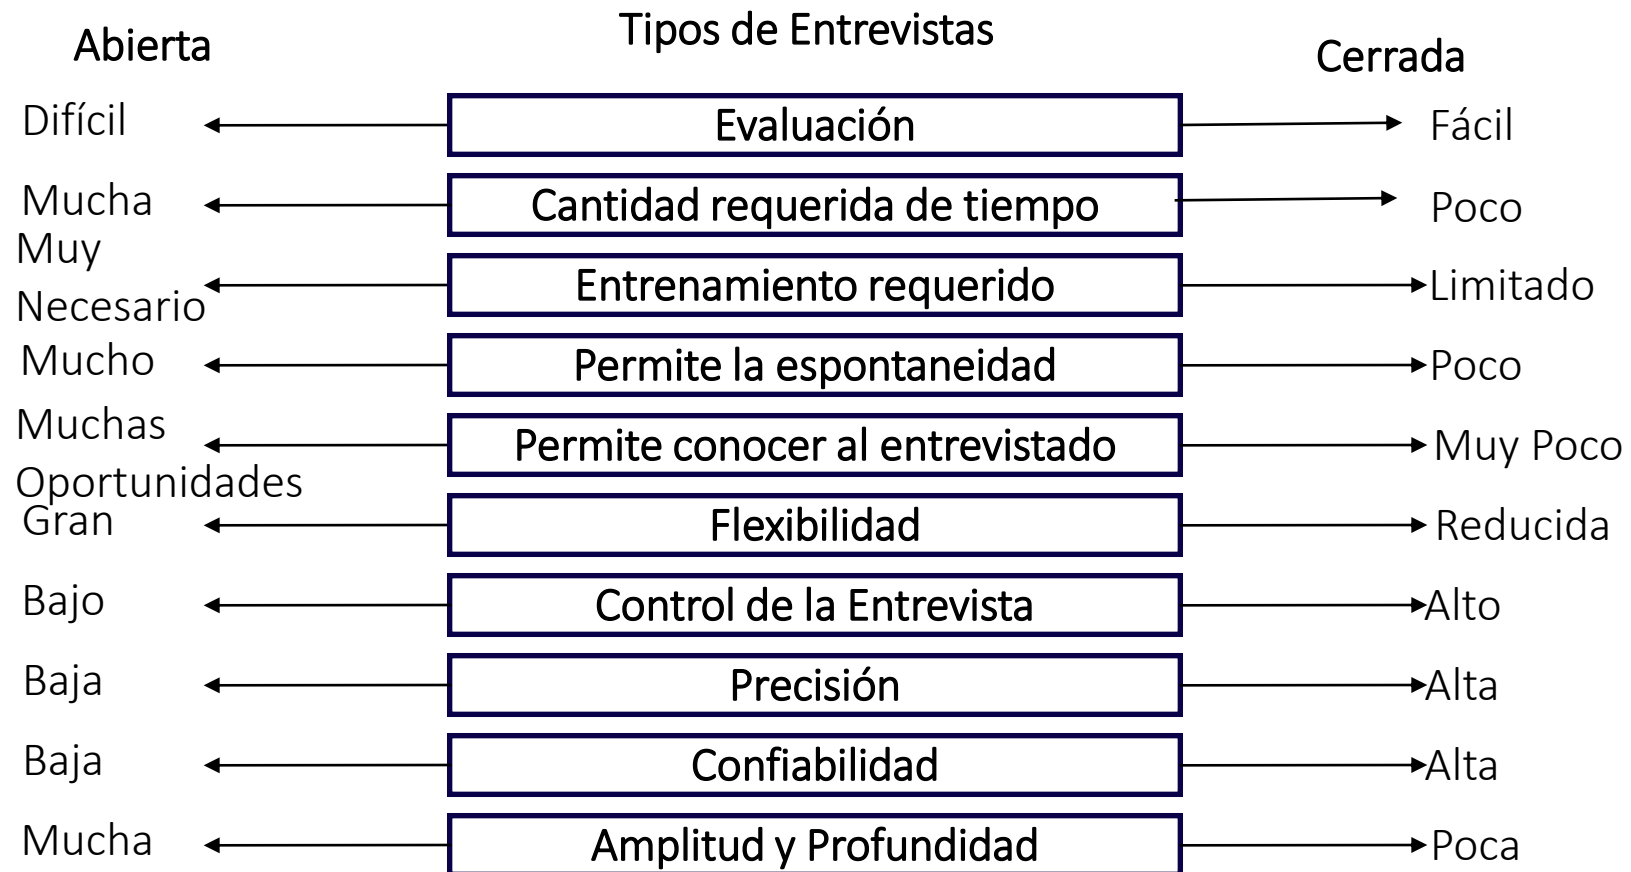 Tipos de Entrevistas
Abierta
Cerrada
Difícil
Evaluación
Fácil
Mucha
Cantidad requerida de tiempo
Poco
Muy
Necesario
Entrenamiento requerido
Limitado
Mucho
Permite la espontaneidad
Poco
Muchas
Oportunidades
Permite conocer al entrevistado
Muy Poco
Gran
Flexibilidad
Reducida
Bajo
Control de la Entrevista
Alto
Baja
Precisión
Alta
Baja
Confiabilidad
Alta
Mucha
Amplitud y Profundidad
Poca